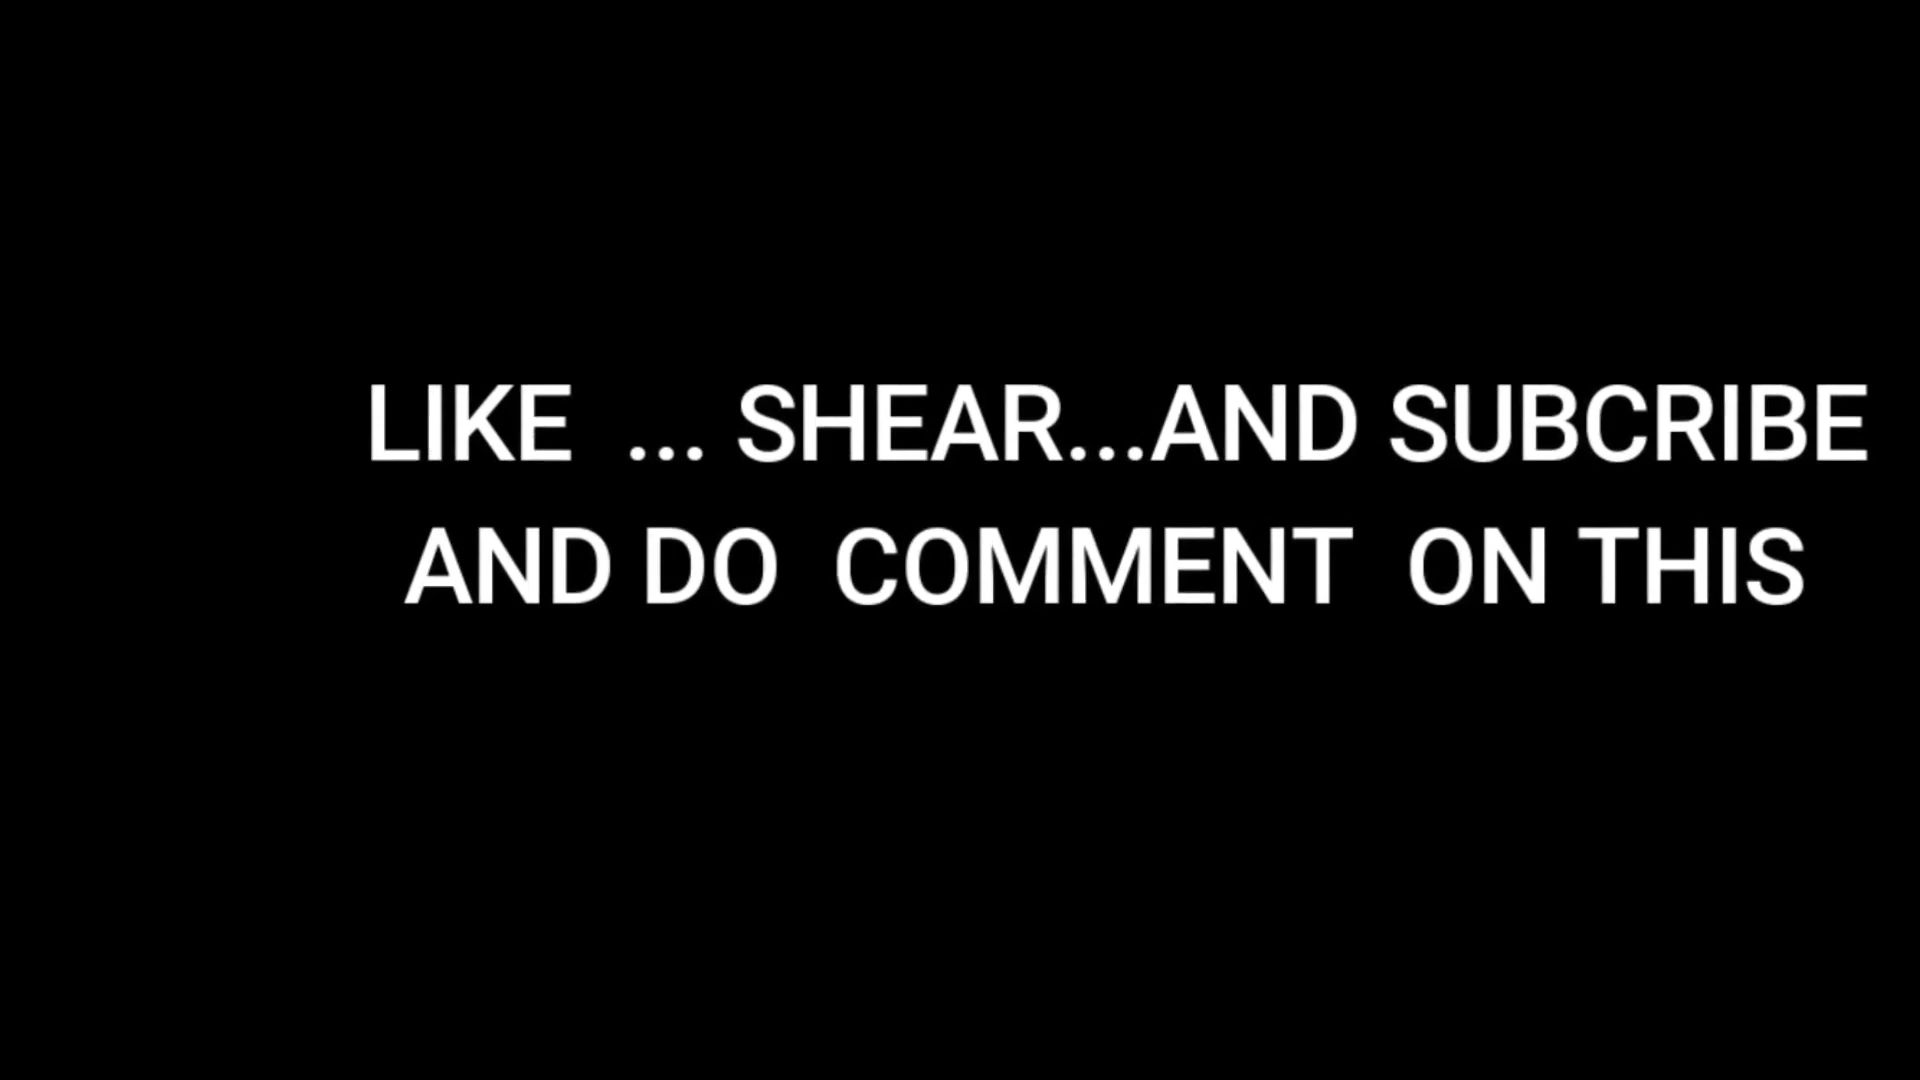 LIKE  ... SHEAR...AND SUBCRIBE
AND DO  COMMENT  ON THIS